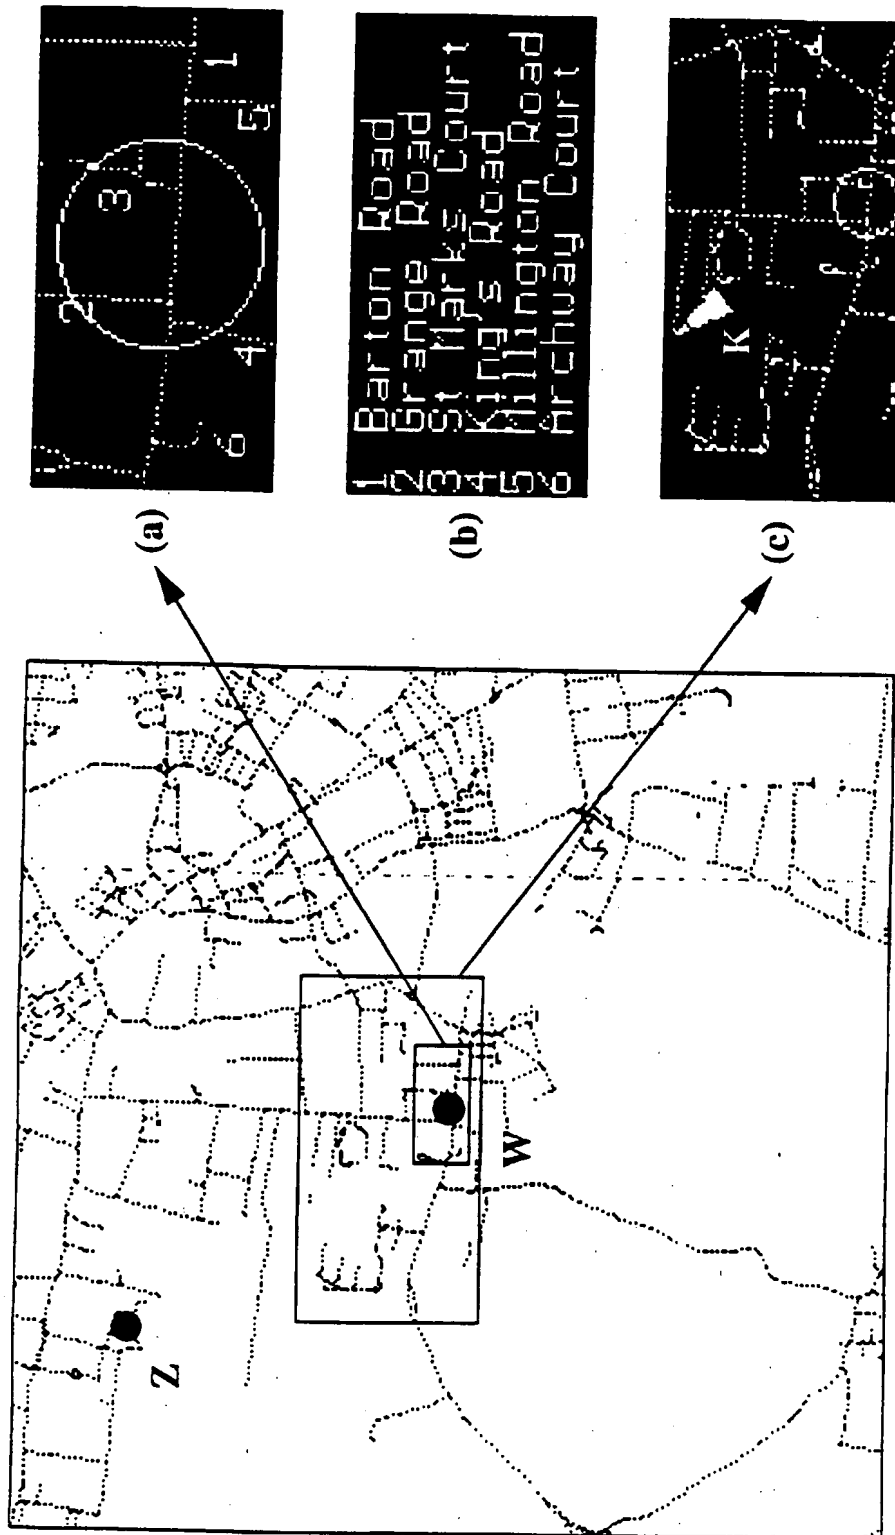 Z
W
(a)
2 3
6 4 5 1
(b)
1 Barton Road
2 Grange Road
3 St Marks Court
4 King's Road
5 Millington Road
6 Archway Court
(c)
K